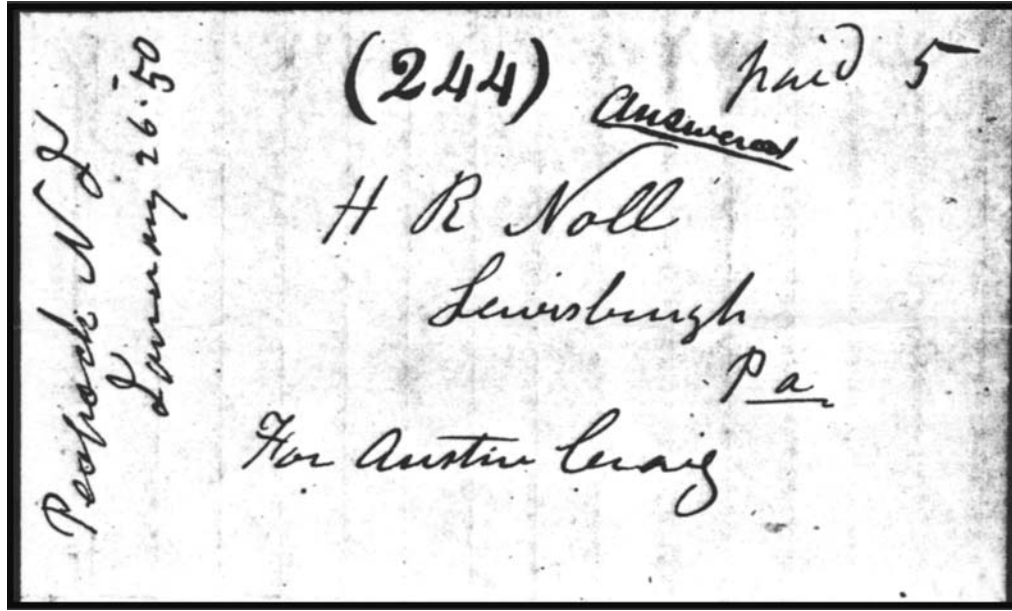 (244)
paid 5
answered
H R Noll
Lewisburgh
Pa
For Austin Craig
Peapack N J
January 26 '50